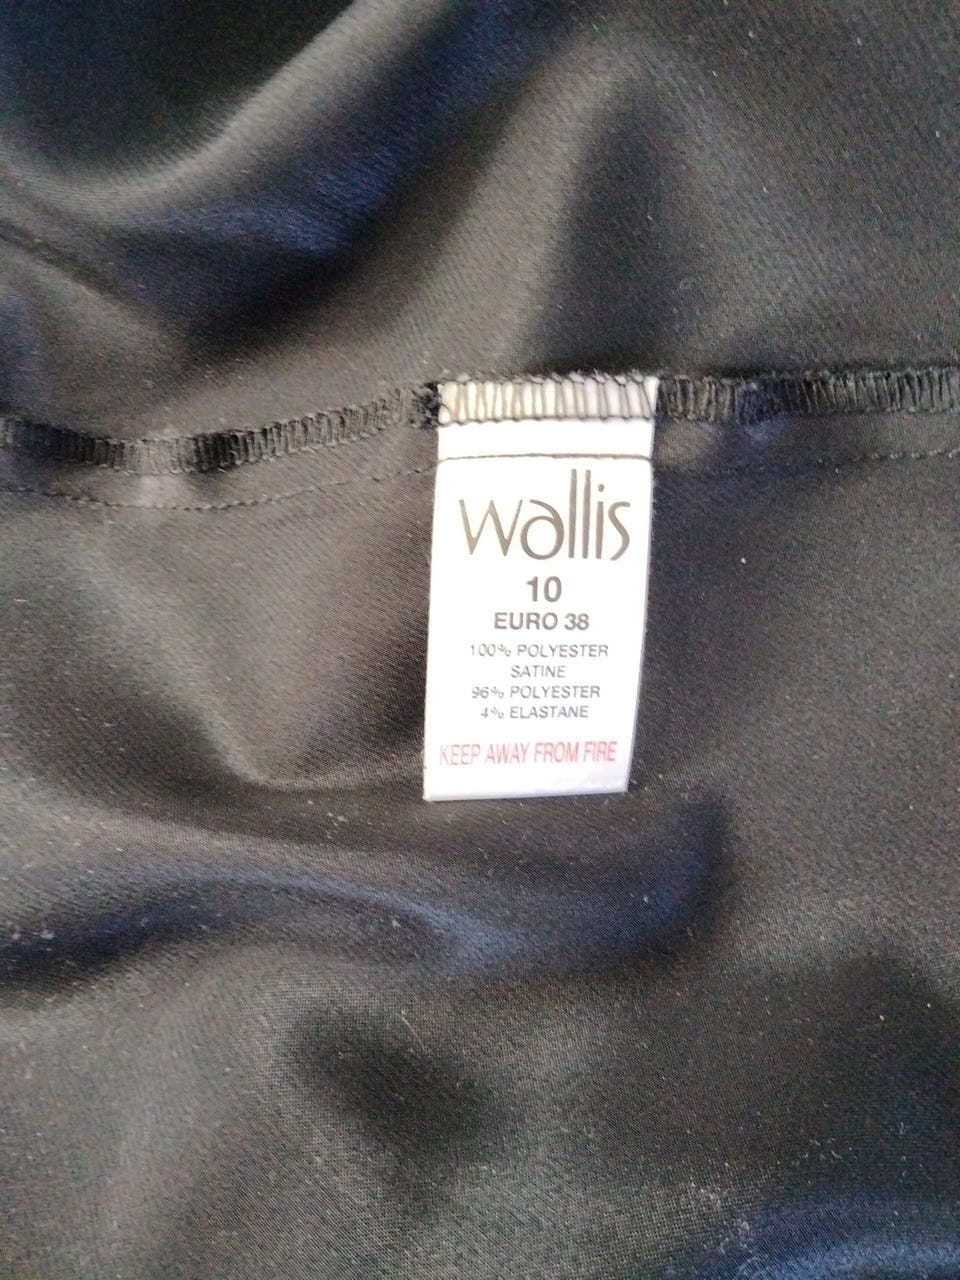 wallis
10
EURO 38
100% POLYESTER
SATINE
96% POLYESTER
4% ELASTANE
KEEP AWAY FROM FIRE